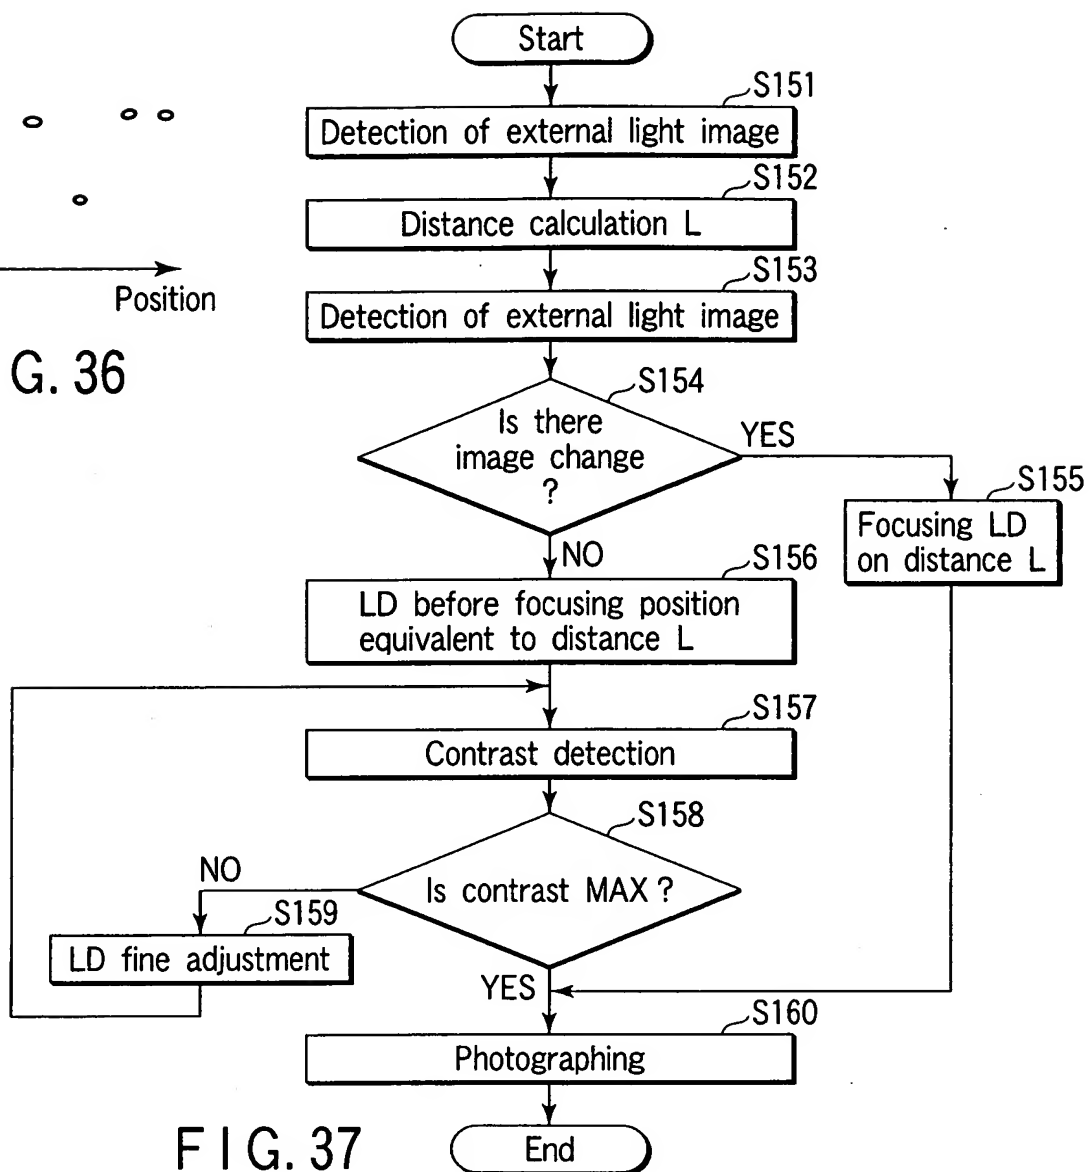 Start
S151
Detection of external light image
S152
Distance calculation L
S153
Detection of external light image
Position
G. 36
S154
Is there
image change
?
YES
NO
S155
Focusing LD
on distance L
S156
LD before focusing position
equivalent to distance L
S157
Contrast detection
S158
Is contrast MAX ?
NO
S159
LD fine adjustment
YES
S160
Photographing
End
FIG. 37